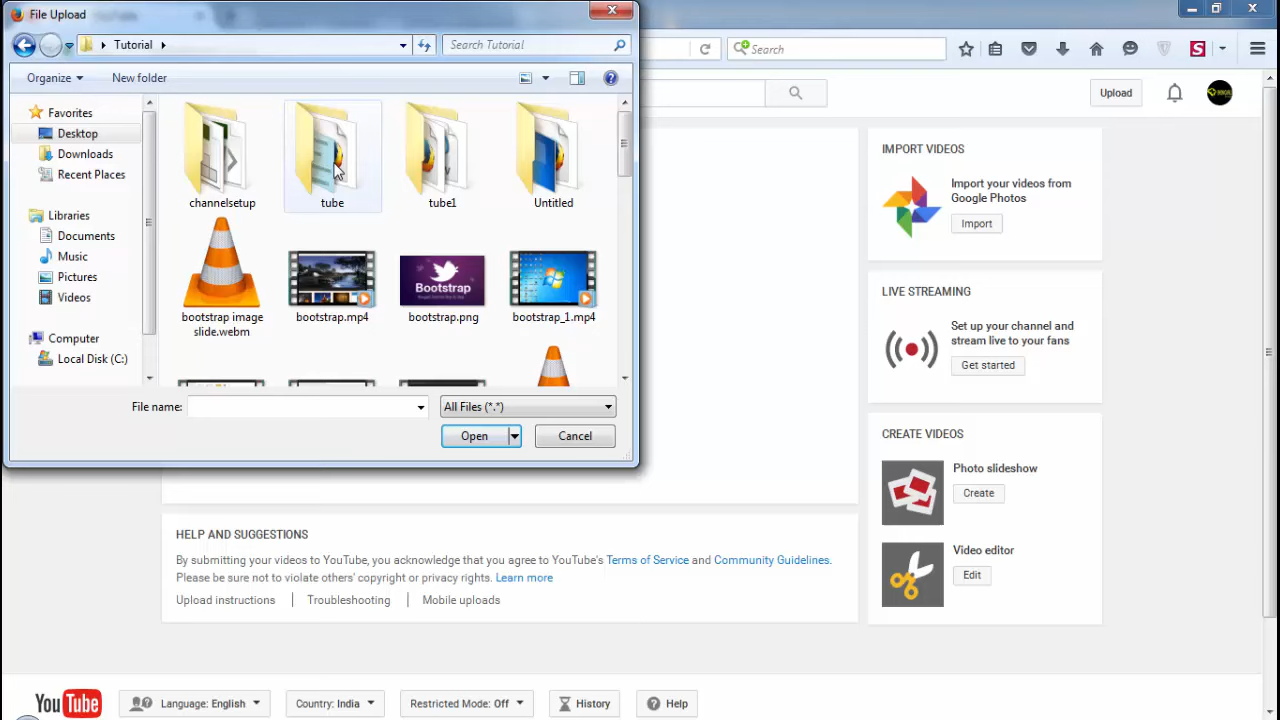 File Upload
Tutorial
Search Tutorial
Organize
New folder
Favorites
Desktop
Downloads
Recent Places
Libraries
Documents
Music
Pictures
Videos
Computer
Local Disk (C:)
channelsetup
tube
tube1
Untitled
bootstrap image
slide.webm
bootstrap.mp4
Bootstrap
bootstrap.png
bootstrap_1.mp4
File name:
All Files (*.*)
Open
Cancel
Search
S
Upload
IMPORT VIDEOS
Import your videos from
Google Photos
Import
LIVE STREAMING
Set up your channel and
stream live to your fans
Get started
CREATE VIDEOS
Photo slideshow
Create
Video editor
Edit
HELP AND SUGGESTIONS
By submitting your videos to YouTube, you acknowledge that you agree to YouTube's Terms of Service and Community Guidelines.
Please be sure not to violate others' copyright or privacy rights. Learn more
Upload instructions | Troubleshooting | Mobile uploads
YouTube
Language: English
Country: India
Restricted Mode: Off
History
Help